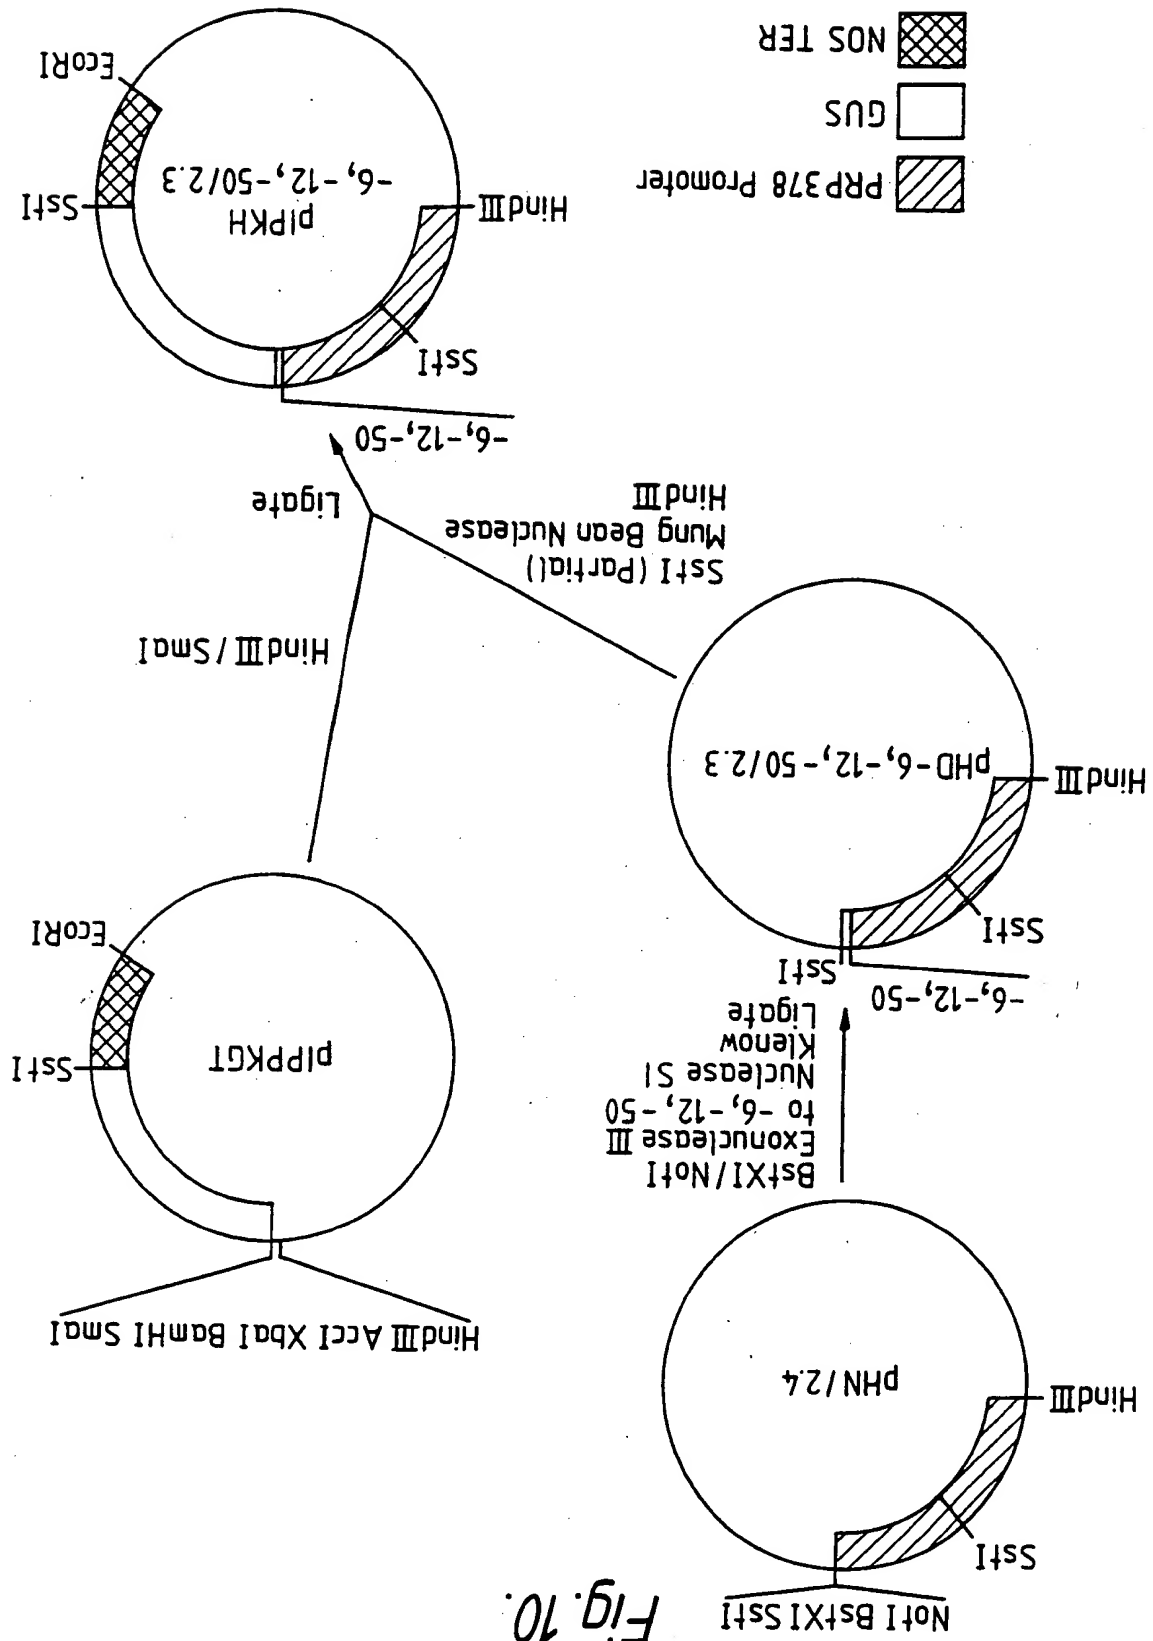 Fig. 10.
NotI BstXI SstI
SstI
HindIII
pHN/2.4
HindIII AccI XbaI BamHI SmaI
pIPPKGT
SstI
EcoRI
BstXI/NotI
Exonuclease III
to -6,-12,-50
Nuclease S1
Klenow
Ligate
-6,-12,-50
SstI
SstI
HindIII
pHD-6,-12,-50/2.3
HindIII/SmaI
SstI (Partial)
Mung Bean Nuclease
HindIII
Ligate
-6,-12,-50
SstI
HindIII
pIPKH
-6,-12,-50/2.3
SstI
EcoRI
PRP378 Promoter
GUS
NOS TER